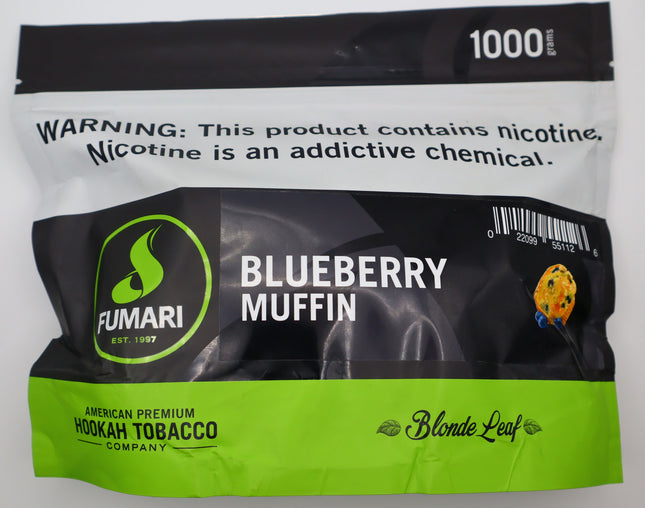 1000 grams
WARNING: This product contains nicotine.
Nicotine is an addictive chemical.
0 22099 55112 6
BLUEBERRY
MUFFIN
FUMARI
EST. 1997
AMERICAN PREMIUM
HOOKAH TOBACCO
COMPANY
Blonde Leaf